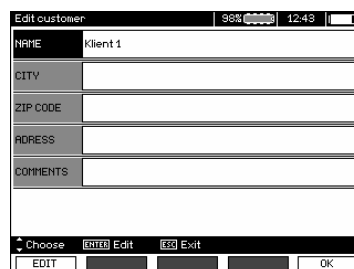 Edit customer 98% 12:43
NAME Klient 1
CITY
ZIP CODE
ADRESS
COMMENTS
Choose ENTER Edit ESC Exit
EDIT OK